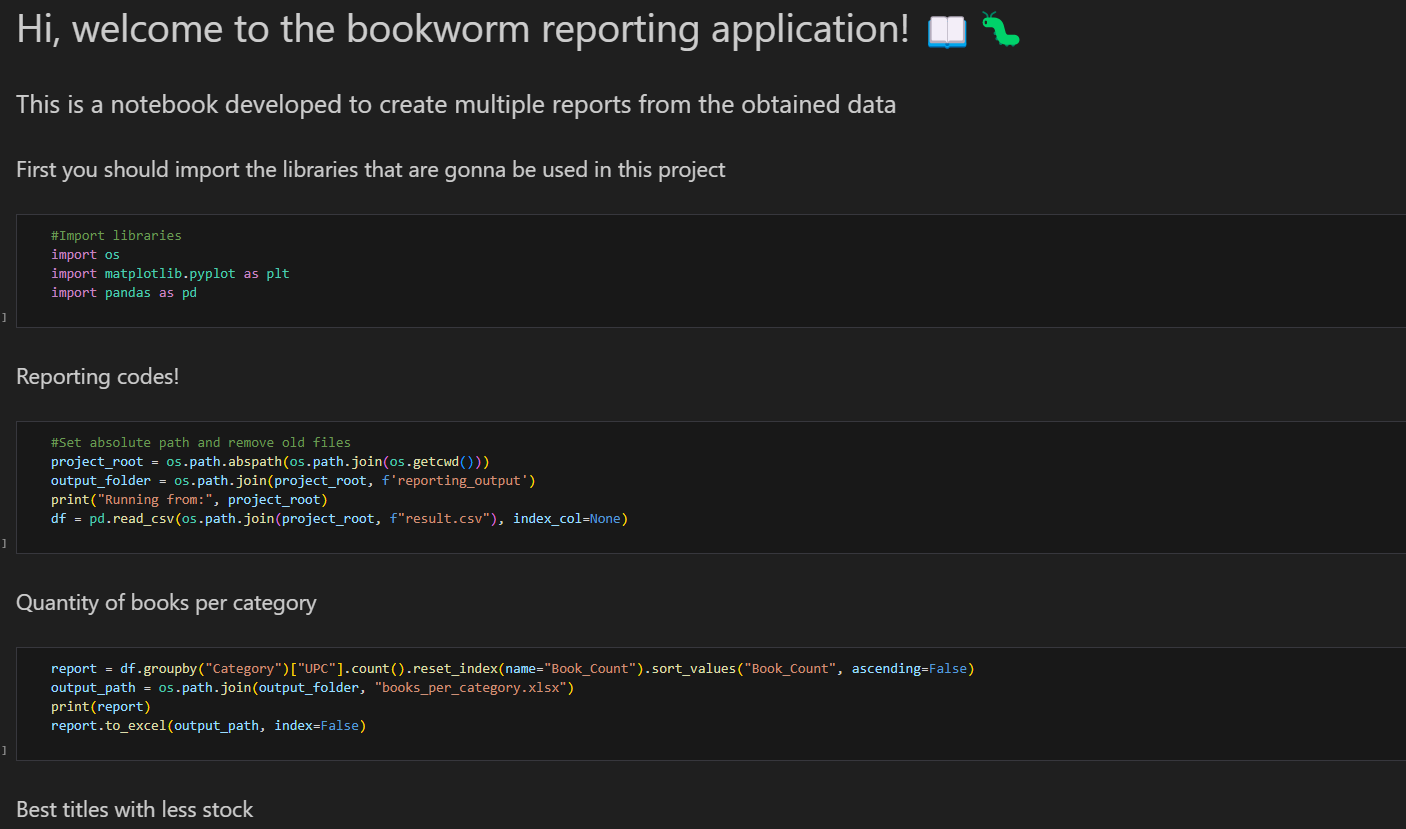 Hi, welcome to the bookworm reporting application! 📖 🐛
This is a notebook developed to create multiple reports from the obtained data
First you should import the libraries that are gonna be used in this project
#Import libraries
import os
import matplotlib.pyplot as plt
import pandas as pd
]
Reporting codes!
#Set absolute path and remove old files
project_root = os.path.abspath(os.path.join(os.getcwd()))
output_folder = os.path.join(project_root, f'reporting_output')
print("Running from:", project_root)
df = pd.read_csv(os.path.join(project_root, f"result.csv"), index_col=None)
]
Quantity of books per category
report = df.groupby("Category")["UPC"].count().reset_index(name="Book_Count").sort_values("Book_Count", ascending=False)
output_path = os.path.join(output_folder, "books_per_category.xlsx")
print(report)
report.to_excel(output_path, index=False)
]
Best titles with less stock